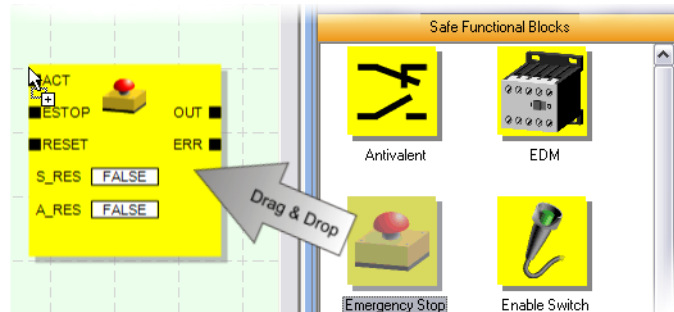 Safe Functional Blocks
ACT
ESTOP OUT
RESET ERR
S_RES FALSE
A_RES FALSE
Drag & Drop
Antivalent EDM
Emergency Stop Enable Switch